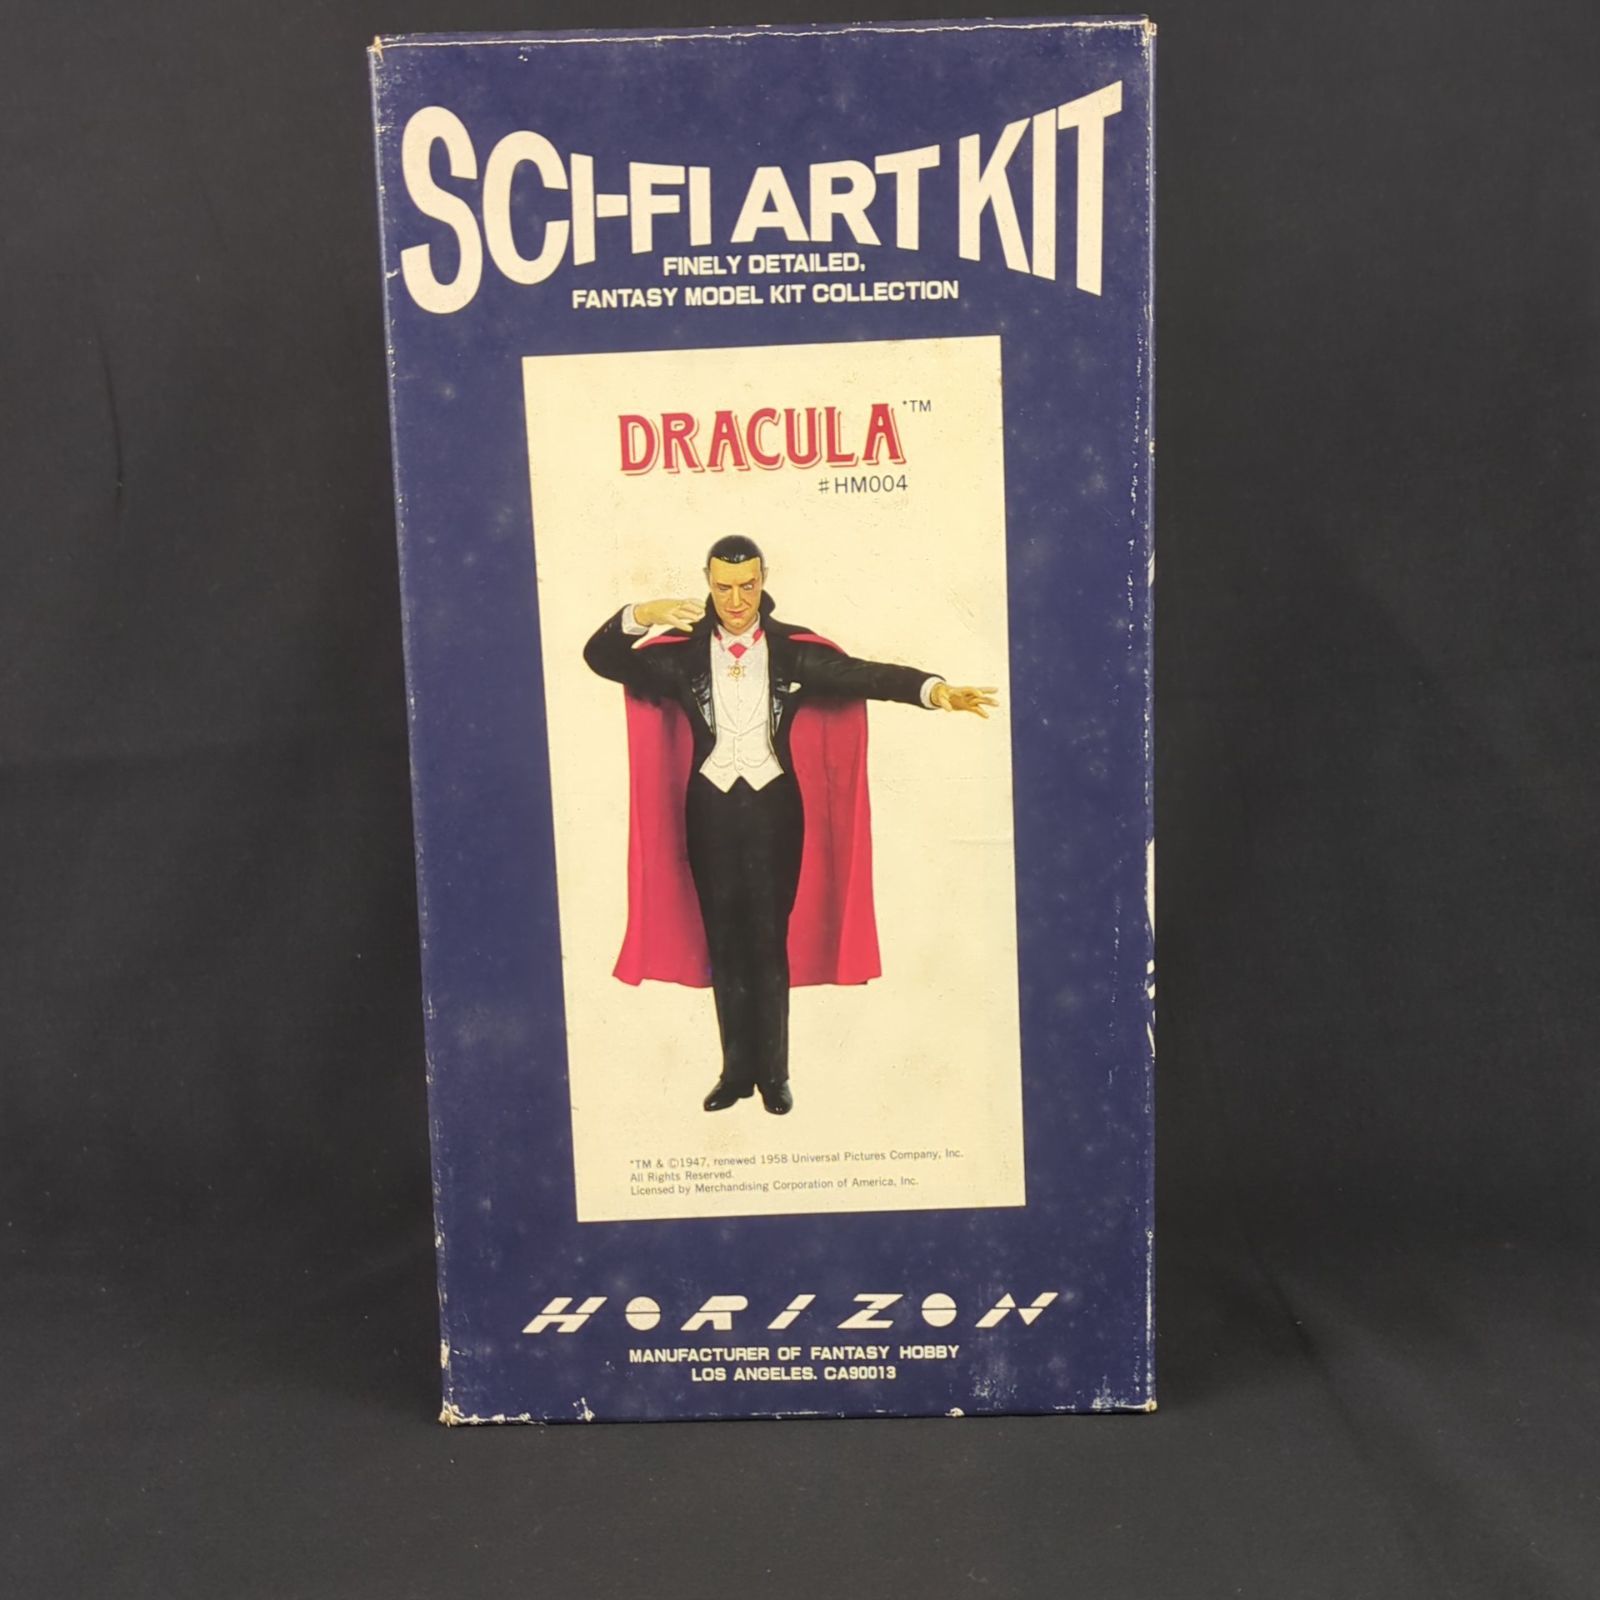 SCI-FI ART KIT
FINELY DETAILED,
FANTASY MODEL KIT COLLECTION
DRACULA *TM
#HM004
*TM & ©1947, renewed 1958 Universal Pictures Company, Inc.
All Rights Reserved.
Licensed by Merchandising Corporation of America, Inc.
HORIZON
MANUFACTURER OF FANTASY HOBBY
LOS ANGELES. CA90013